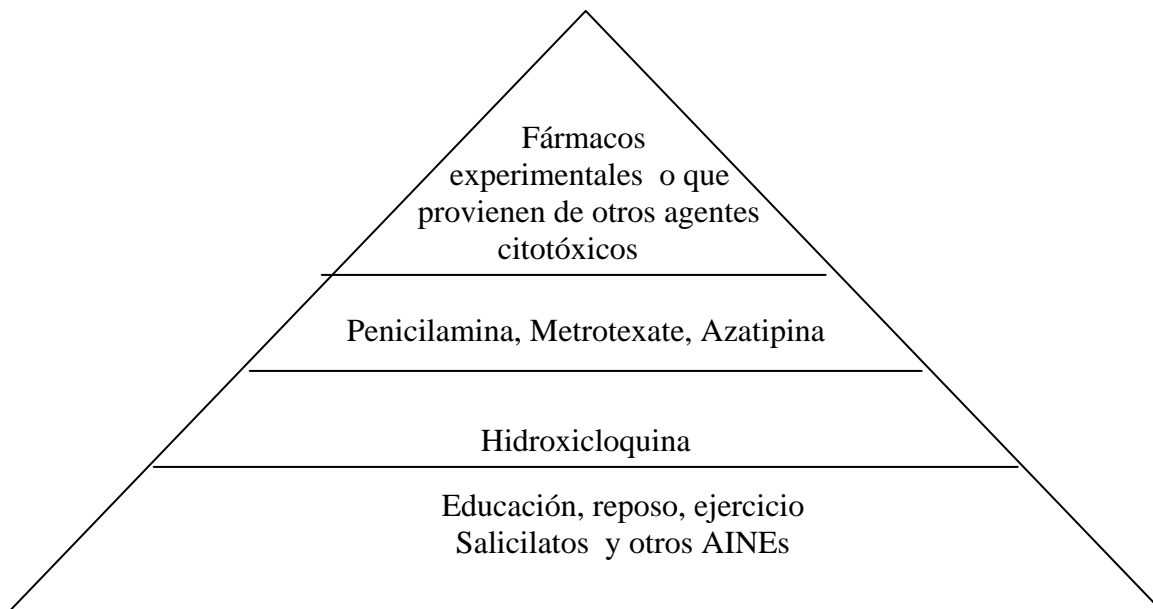 Fármacos
experimentales o que
provienen de otros agentes
citotóxicos
Penicilamina, Metrotexate, Azatipina
Hidroxicloquina
Educación, reposo, ejercicio
Salicilatos y otros AINEs